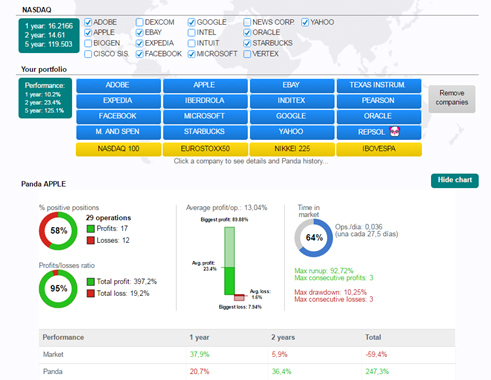 NASDAQ
1 year: 16.2166
2 year: 14.61
5 year: 119.503
ADOBE DEXCOM GOOGLE NEWS CORP. YAHOO
APPLE EBAY INTEL ORACLE
BIOGEN EXPEDIA INTUIT STARBUCKS
CISCO SIS. FACEBOOK MICROSOFT VERTEX
Your portfolio
Performance:
1 year: 10.2%
2 year: 23.4%
5 year: 125.1%
ADOBE APPLE EBAY TEXAS INSTRUM.
EXPEDIA IBERDROLA INDITEX PEARSON
FACEBOOK MICROSOFT GOOGLE ORACLE
M. AND SPEN STARBUCKS YAHOO REPSOL
NASDAQ 100 EUROSTOXX50 NIKKEI 225 IBOVESPA
Remove
companies
Click a company to see details and Panda history...
Hide chart
Panda APPLE
% positive positions
58%
29 operations
Profits: 17
Losses: 12
Profits/losses ratio
95%
Total profit: 397,2%
Total loss: 19,2%
Average profit/op.: 13,04%
Biggest profit: 89.88%
Avg. profit:
23.4%
Avg. loss:
1.6%
Biggest loss: 7.94%
Time in
market
64%
Ops./dia: 0,036
(una cada 27,5 días)
Max runup: 92,72%
Max consecutive profits: 3
Max drawdown: 10,25%
Max consecutive losses: 3
Performance 1 year 2 years Total
Market 37,9% 5,9% -59,4%
Panda 20,7% 36,4% 247,3%